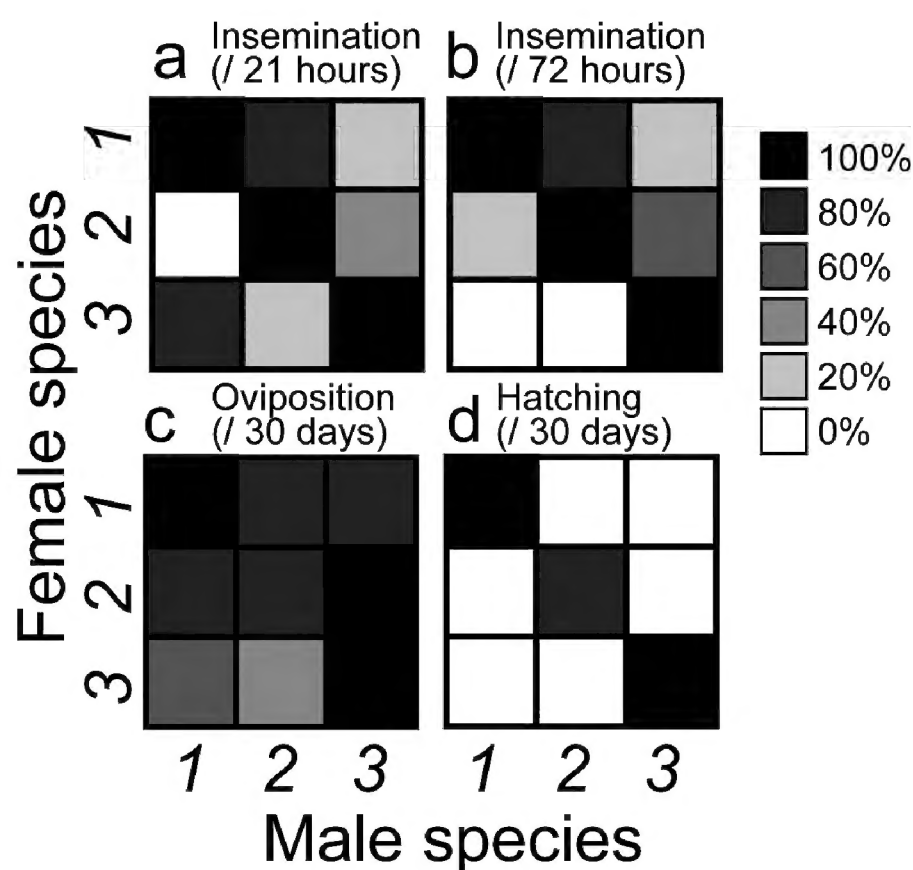 a Insemination (/ 21 hours)
b Insemination (/ 72 hours)
1
2
3
Female species
100%
80%
60%
40%
20%
0%
c Oviposition (/ 30 days)
d Hatching (/ 30 days)
1
2
3
1 2 3 1 2 3
Male species